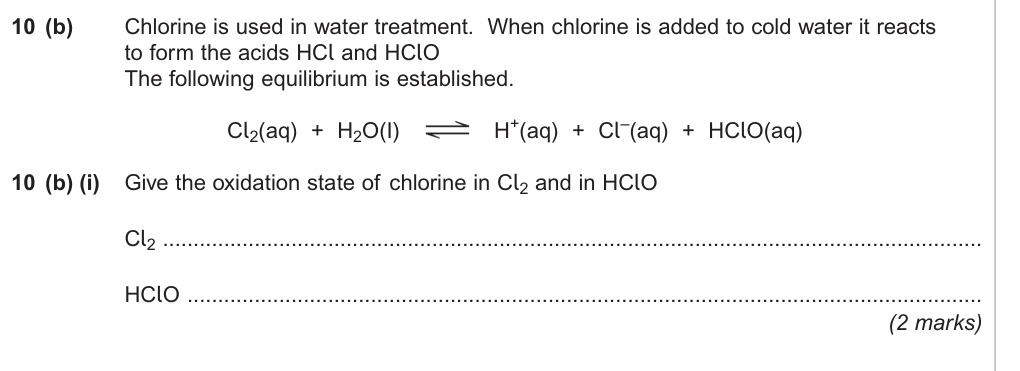 10 (b) Chlorine is used in water treatment. When chlorine is added to cold water it reacts
to form the acids HCl and HClO
The following equilibrium is established.
Cl₂(aq) + H₂O(l) ⇌ H⁺(aq) + Cl⁻(aq) + HClO(aq)
10 (b) (i) Give the oxidation state of chlorine in Cl₂ and in HClO
Cl₂ ....................................................................................................
HClO ....................................................................................................
(2 marks)